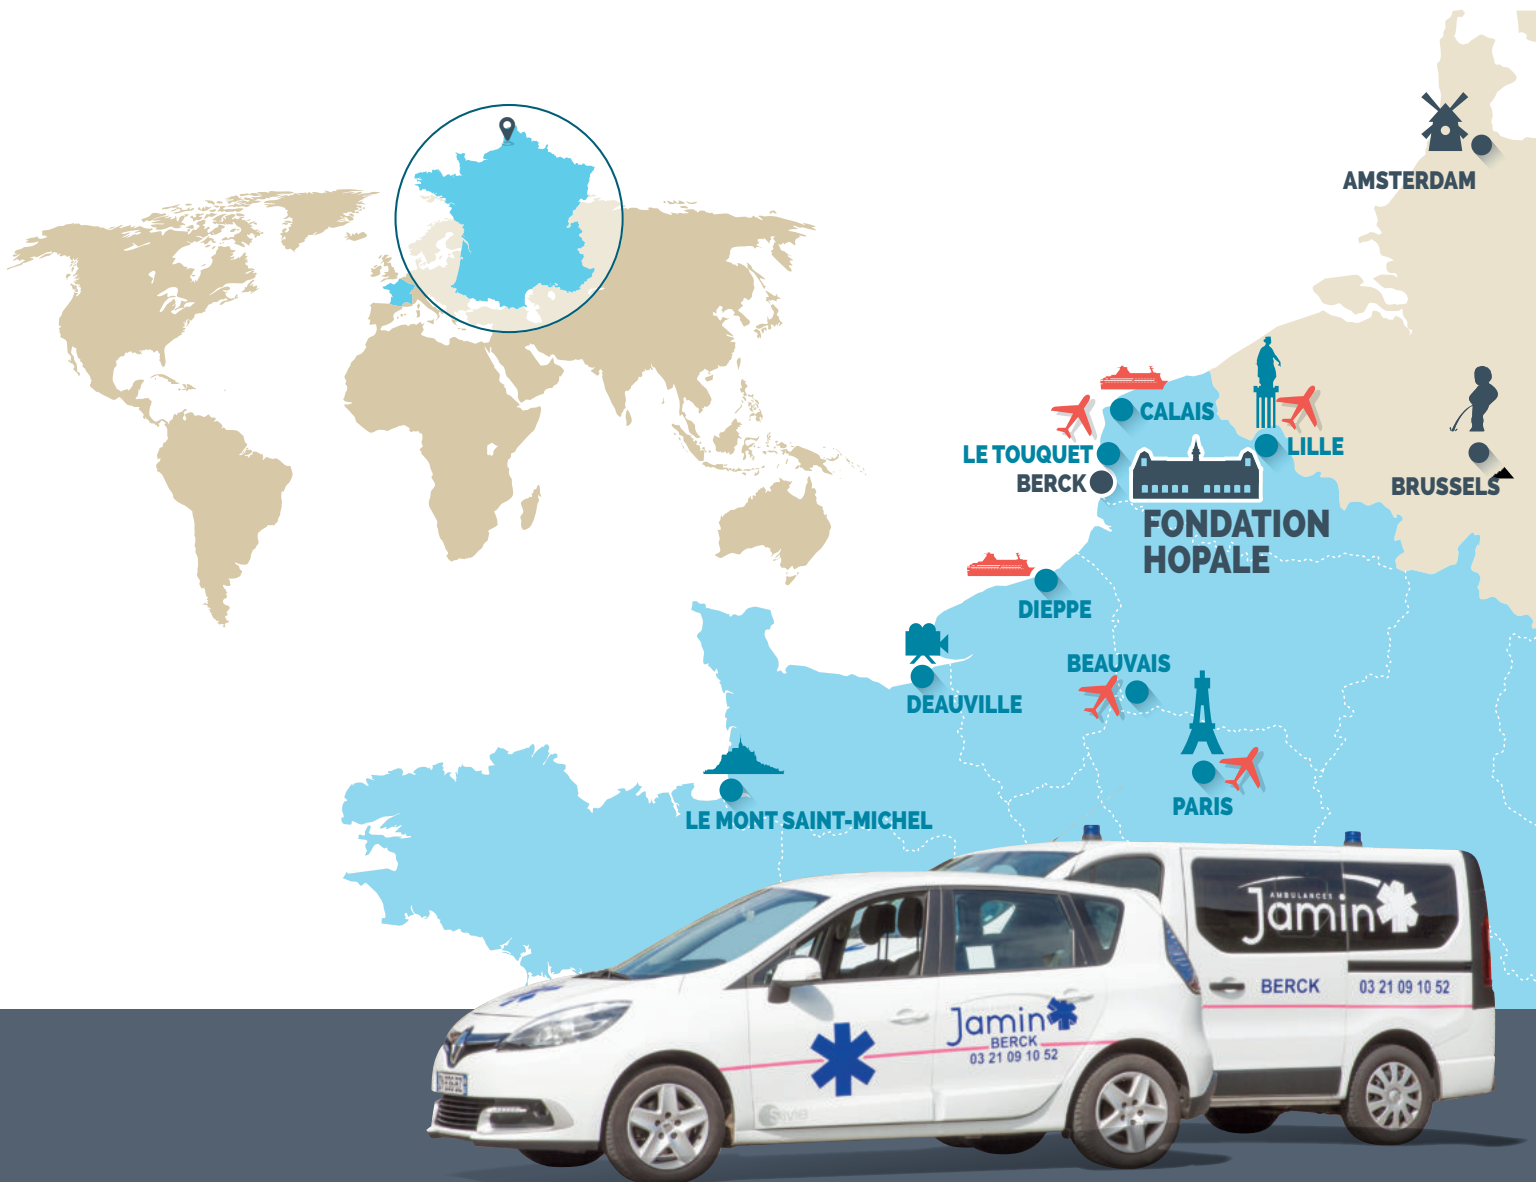 AMSTERDAM
CALAIS
LE TOUQUET
LILLE
BERCK
BRUSSELS
FONDATION
HOPALE
DIEPPE
BEAUVAIS
DEAUVILLE
PARIS
LE MONT SAINT-MICHEL
AMBULANCES
Jamin
BERCK
03 21 09 10 52
Jamin
BERCK
03 21 09 10 52